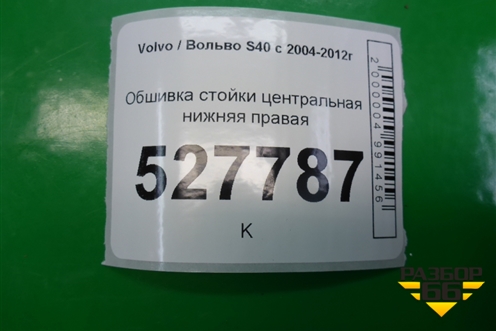 Volvo / Вольво S40 с 2004-2012г
Обшивка стойки центральная
нижняя правая
527787
К
2000004991456
РАЗБОР
66